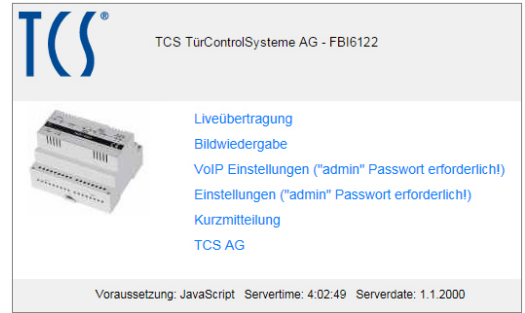 TCS®
TCS TürControlSysteme AG - FBI6122
Liveübertragung
Bildwiedergabe
VoIP Einstellungen ("admin" Passwort erforderlich!)
Einstellungen ("admin" Passwort erforderlich!)
Kurzmitteilung
TCS AG
Voraussetzung: JavaScript Servertime: 4:02:49 Serverdate: 1.1.2000